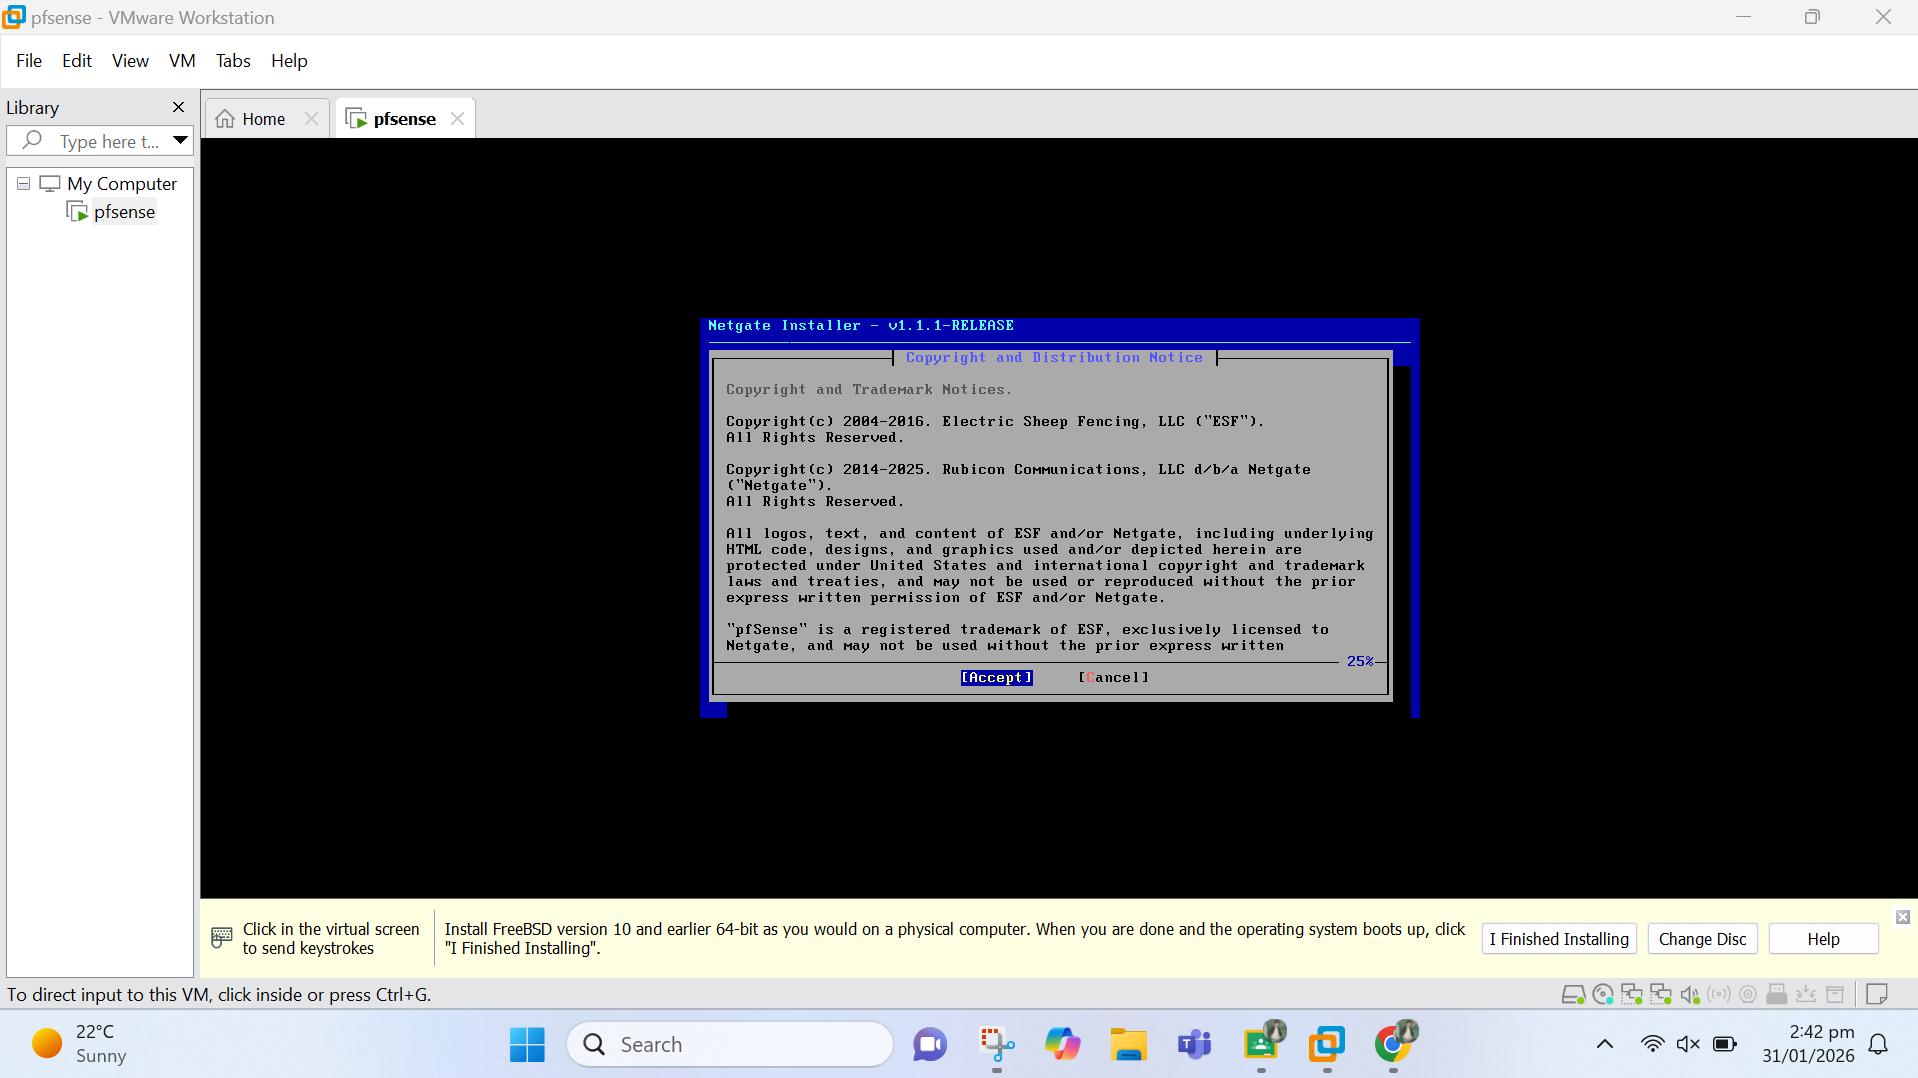 pfsense - VMware Workstation
File Edit View VM Tabs Help
Library
Type here t...
My Computer
pfsense
Home
pfsense
Netgate Installer - v1.1.1-RELEASE
Copyright and Distribution Notice
Copyright and Trademark Notices.
Copyright(c) 2004-2016. Electric Sheep Fencing, LLC ("ESF").
All Rights Reserved.
Copyright(c) 2014-2025. Rubicon Communications, LLC d/b/a Netgate
("Netgate").
All Rights Reserved.
All logos, text, and content of ESF and/or Netgate, including underlying
HTML code, designs, and graphics used and/or depicted herein are
protected under United States and international copyright and trademark
laws and treaties, and may not be used or reproduced without the prior
express written permission of ESF and/or Netgate.
"pfSense" is a registered trademark of ESF, exclusively licensed to
Netgate, and may not be used without the prior express written
25%
[Accept] [Cancel]
Click in the virtual screen
to send keystrokes
Install FreeBSD version 10 and earlier 64-bit as you would on a physical computer. When you are done and the operating system boots up, click
"I Finished Installing".
I Finished Installing
Change Disc
Help
To direct input to this VM, click inside or press Ctrl+G.
22°C
Sunny
Search
2:42 pm
31/01/2026